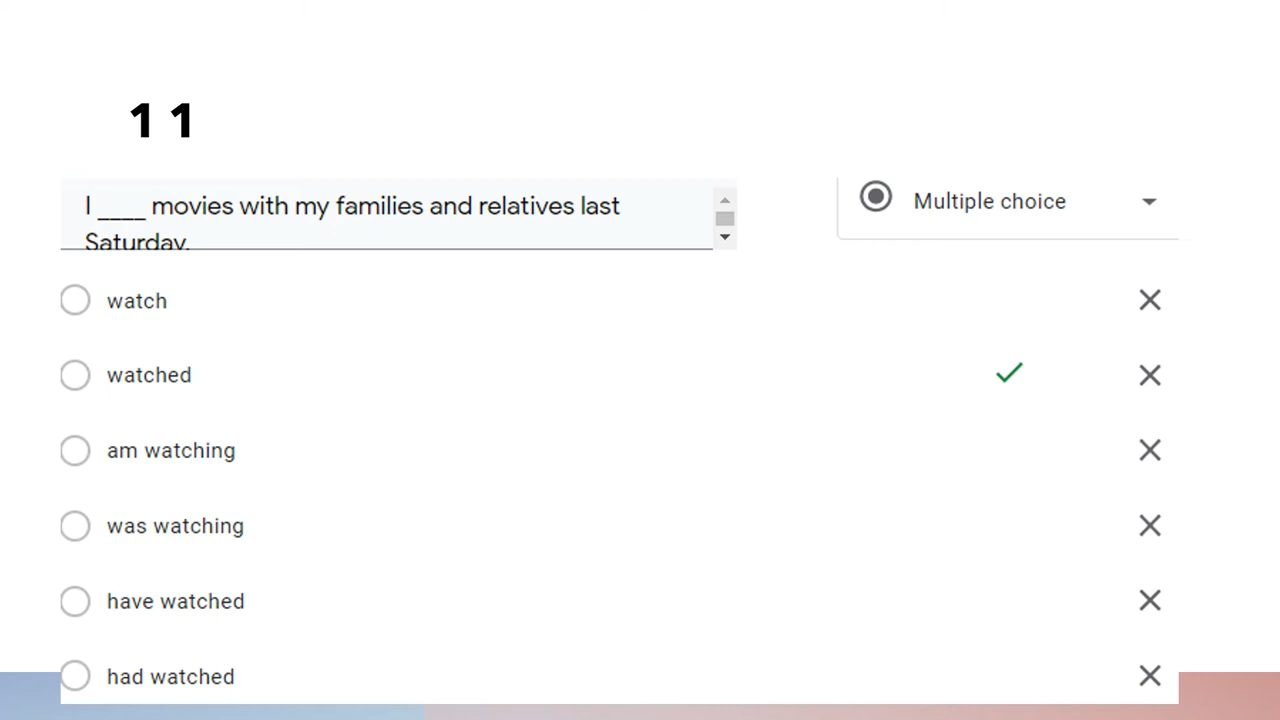 11
I ____ movies with my families and relatives last
Saturday.
Multiple choice
watch
watched
am watching
was watching
have watched
had watched